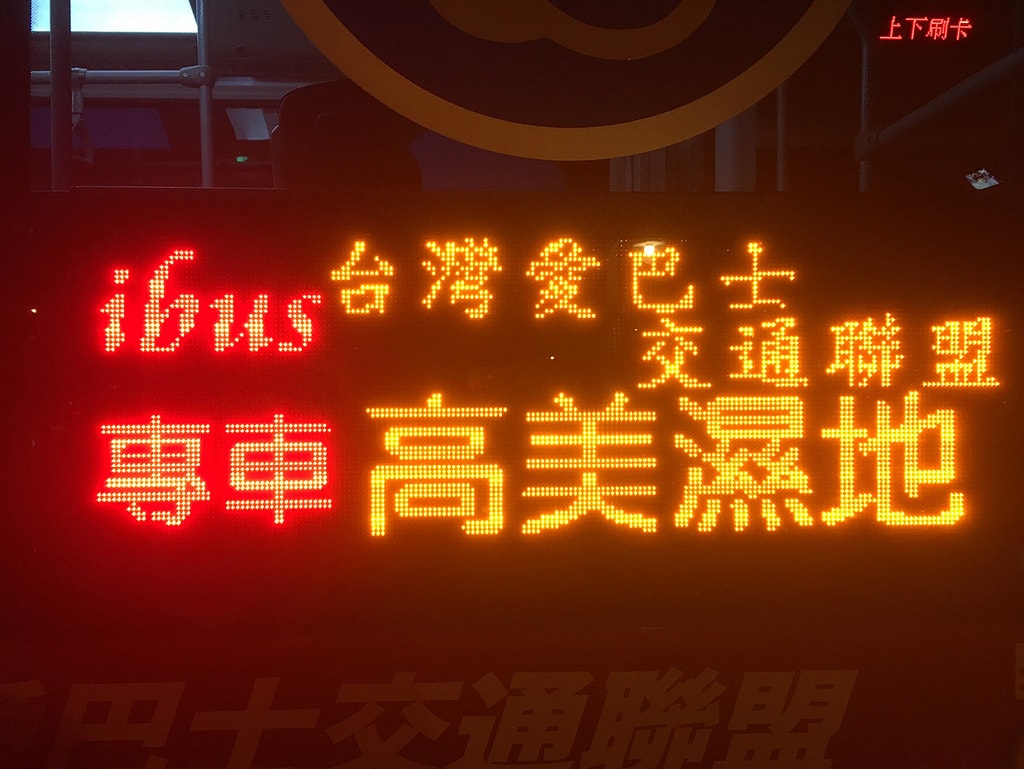 上下刷卡
ibus 台灣愛巴士
交通聯盟
專車 高美濕地
巴士交通聯盟